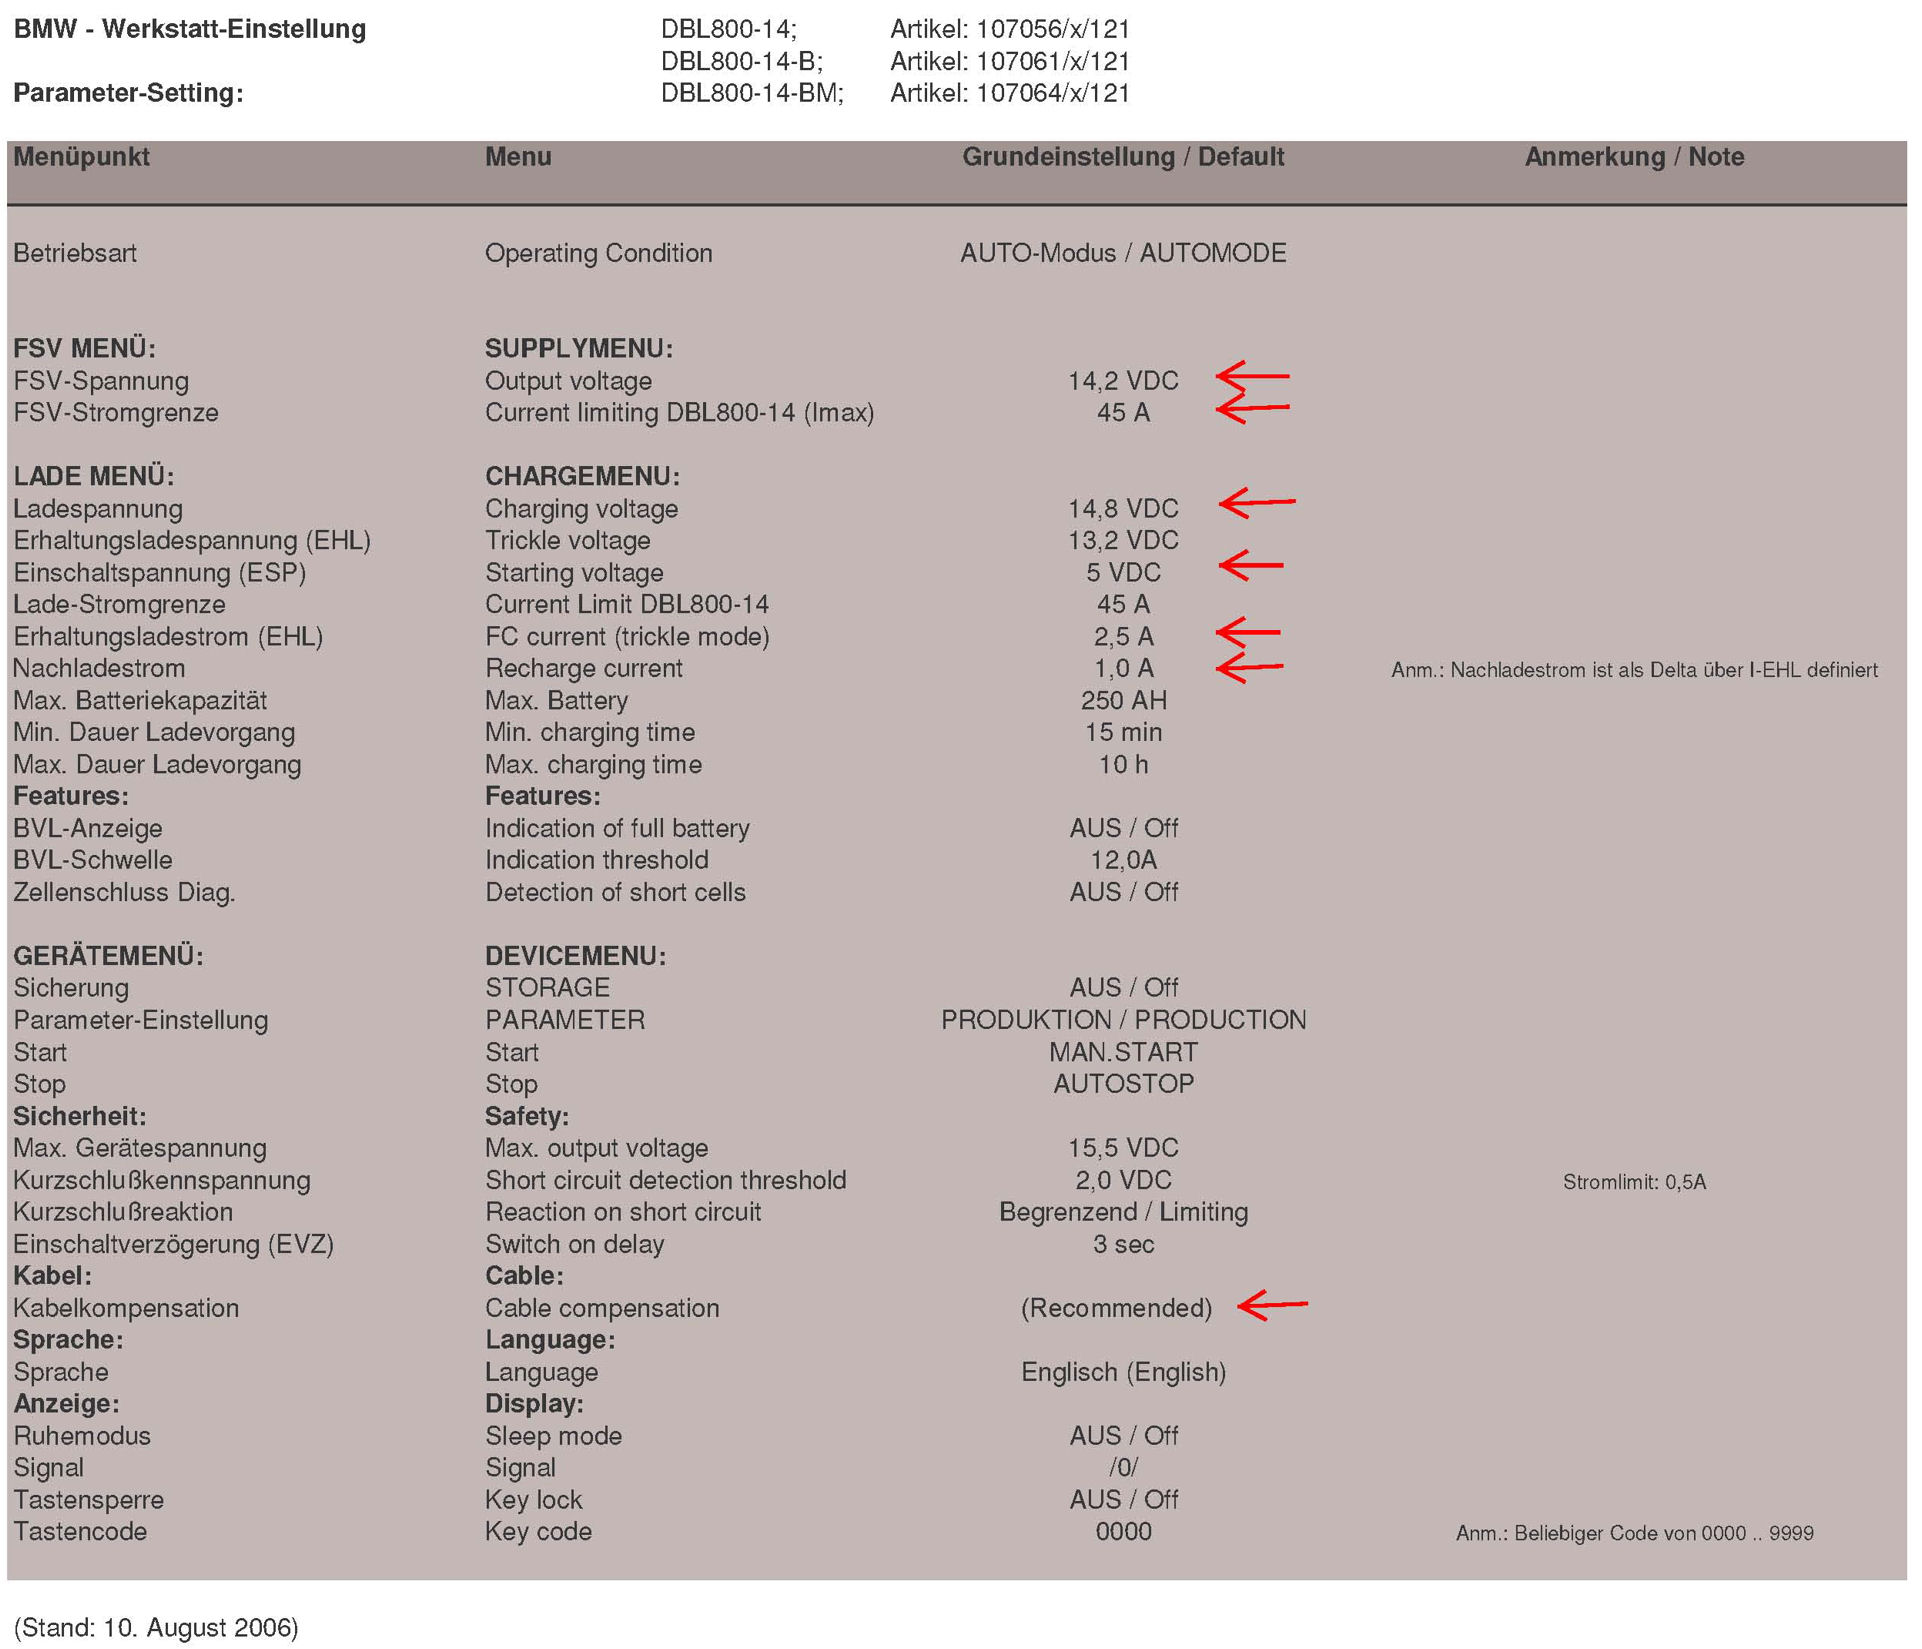 BMW - Werkstatt-Einstellung DBL800-14; Artikel: 107056/x/121
DBL800-14-B; Artikel: 107061/x/121
Parameter-Setting: DBL800-14-BM; Artikel: 107064/x/121
Menüpunkt Menu Grundeinstellung / Default Anmerkung / Note
Betriebsart Operating Condition AUTO-Modus / AUTOMODE
FSV MENÜ: SUPPLYMENU:
FSV-Spannung Output voltage 14,2 VDC
FSV-Stromgrenze Current limiting DBL800-14 (Imax) 45 A
LADE MENÜ: CHARGEMENU:
Ladespannung Charging voltage 14,8 VDC
Erhaltungsladespannung (EHL) Trickle voltage 13,2 VDC
Einschaltspannung (ESP) Starting voltage 5 VDC
Lade-Stromgrenze Current Limit DBL800-14 45 A
Erhaltungsladestrom (EHL) FC current (trickle mode) 2,5 A
Nachladestrom Recharge current 1,0 A Anm.: Nachladestrom ist als Delta über I-EHL definiert
Max. Batteriekapazität Max. Battery 250 AH
Min. Dauer Ladevorgang Min. charging time 15 min
Max. Dauer Ladevorgang Max. charging time 10 h
Features: Features:
BVL-Anzeige Indication of full battery AUS / Off
BVL-Schwelle Indication threshold 12,0A
Zellenschluss Diag. Detection of short cells AUS / Off
GERÄTEMENÜ: DEVICEMENU:
Sicherung STORAGE AUS / Off
Parameter-Einstellung PARAMETER PRODUKTION / PRODUCTION
Start Start MAN.START
Stop Stop AUTOSTOP
Sicherheit: Safety:
Max. Gerätespannung Max. output voltage 15,5 VDC
Kurzschlußkennspannung Short circuit detection threshold 2,0 VDC Stromlimit: 0,5A
Kurzschlußreaktion Reaction on short circuit Begrenzend / Limiting
Einschaltverzögerung (EVZ) Switch on delay 3 sec
Kabel: Cable:
Kabelkompensation Cable compensation (Recommended)
Sprache: Language:
Sprache Language Englisch (English)
Anzeige: Display:
Ruhemodus Sleep mode AUS / Off
Signal Signal /0/
Tastensperre Key lock AUS / Off
Tastencode Key code 0000 Anm.: Beliebiger Code von 0000 .. 9999
(Stand: 10. August 2006)